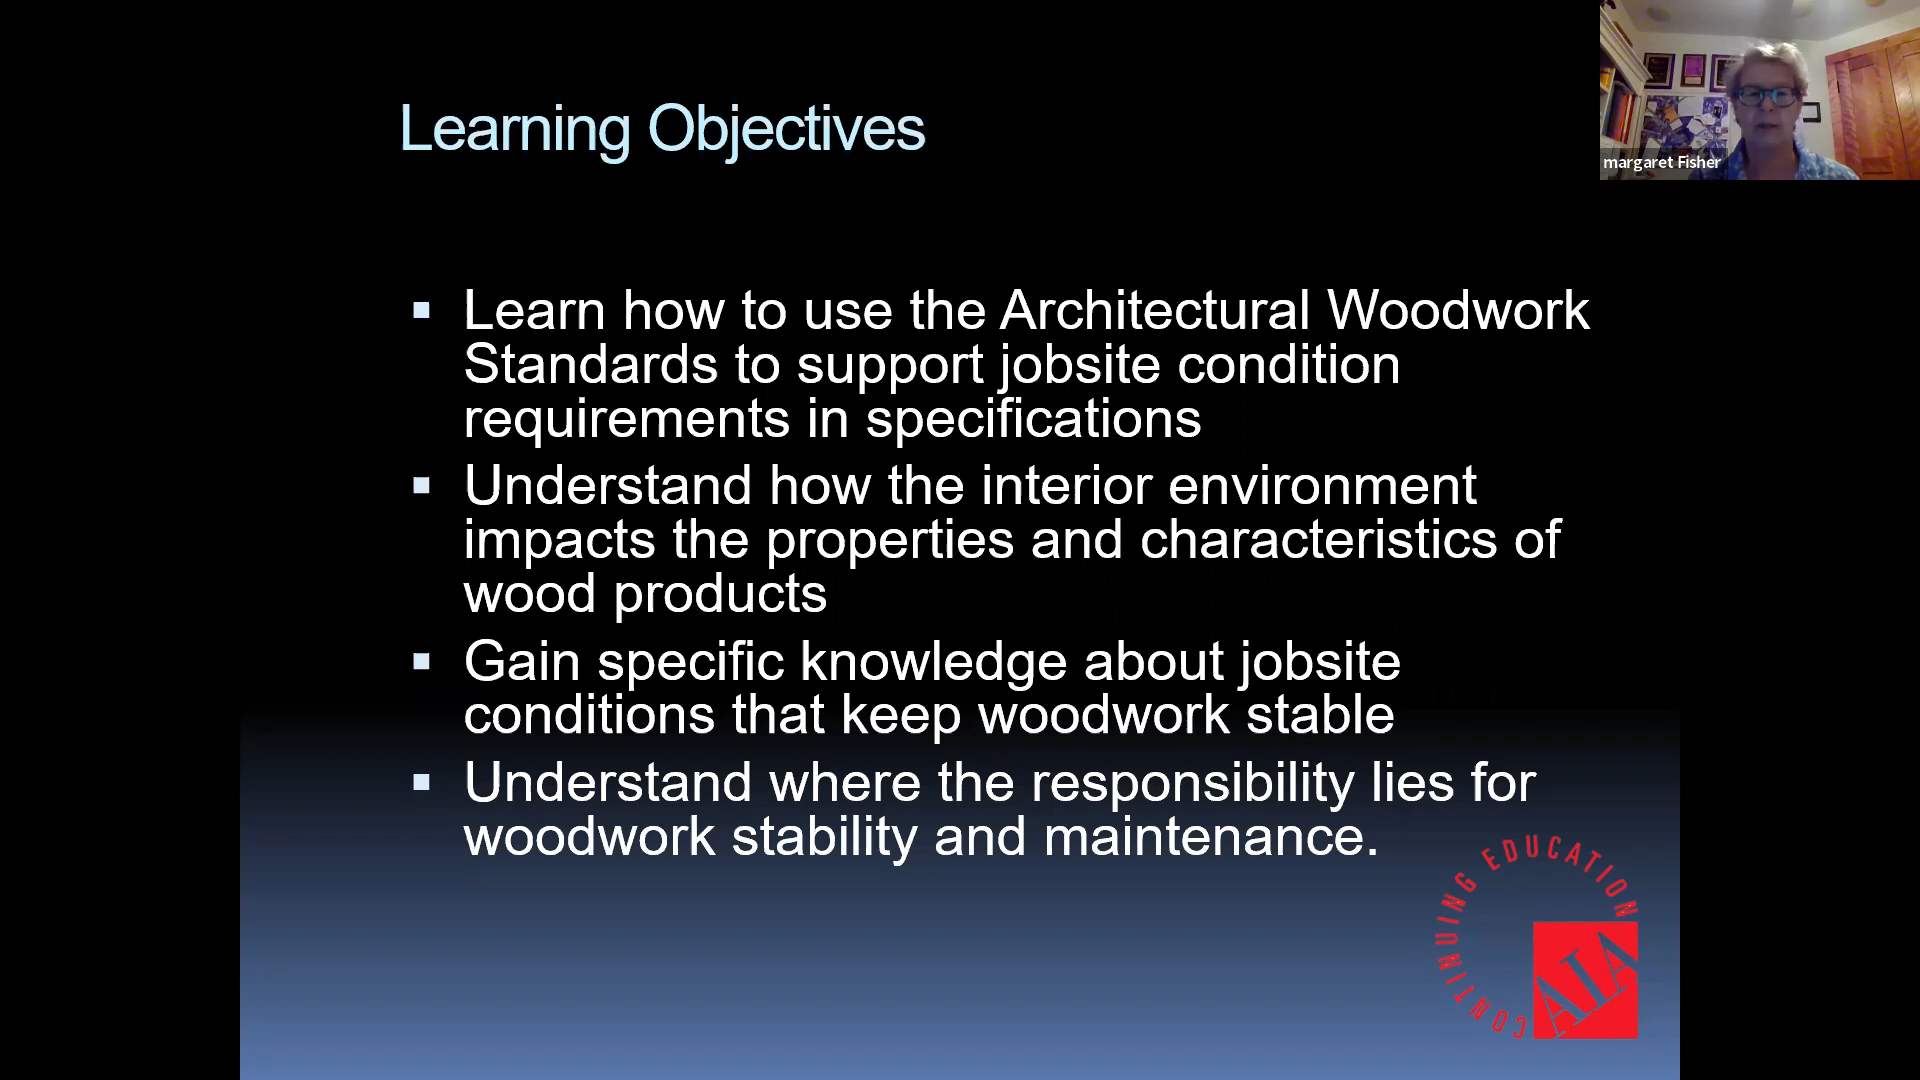 Learning Objectives
margaret Fisher
▪ Learn how to use the Architectural Woodwork
Standards to support jobsite condition
requirements in specifications
▪ Understand how the interior environment
impacts the properties and characteristics of
wood products
▪ Gain specific knowledge about jobsite
conditions that keep woodwork stable
▪ Understand where the responsibility lies for
woodwork stability and maintenance.
CONTINUING EDUCATION
AIA